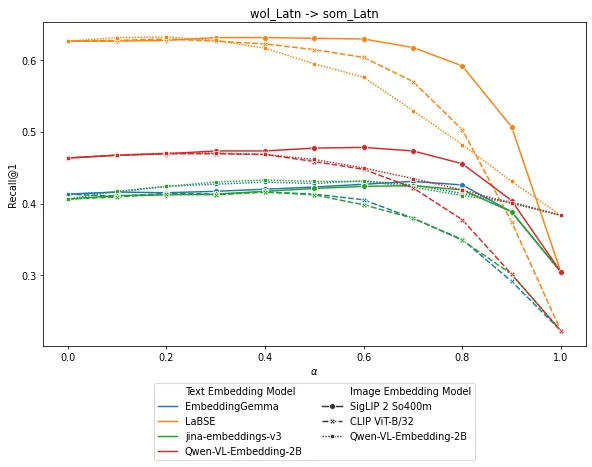 wol_Latn -> som_Latn
Recall@1
0.6
0.5
0.4
0.3
0.0 0.2 0.4 0.6 0.8 1.0
α
Text Embedding Model Image Embedding Model
EmbeddingGemma SigLIP 2 So400m
LaBSE CLIP ViT-B/32
jina-embeddings-v3 Qwen-VL-Embedding-2B
Qwen-VL-Embedding-2B